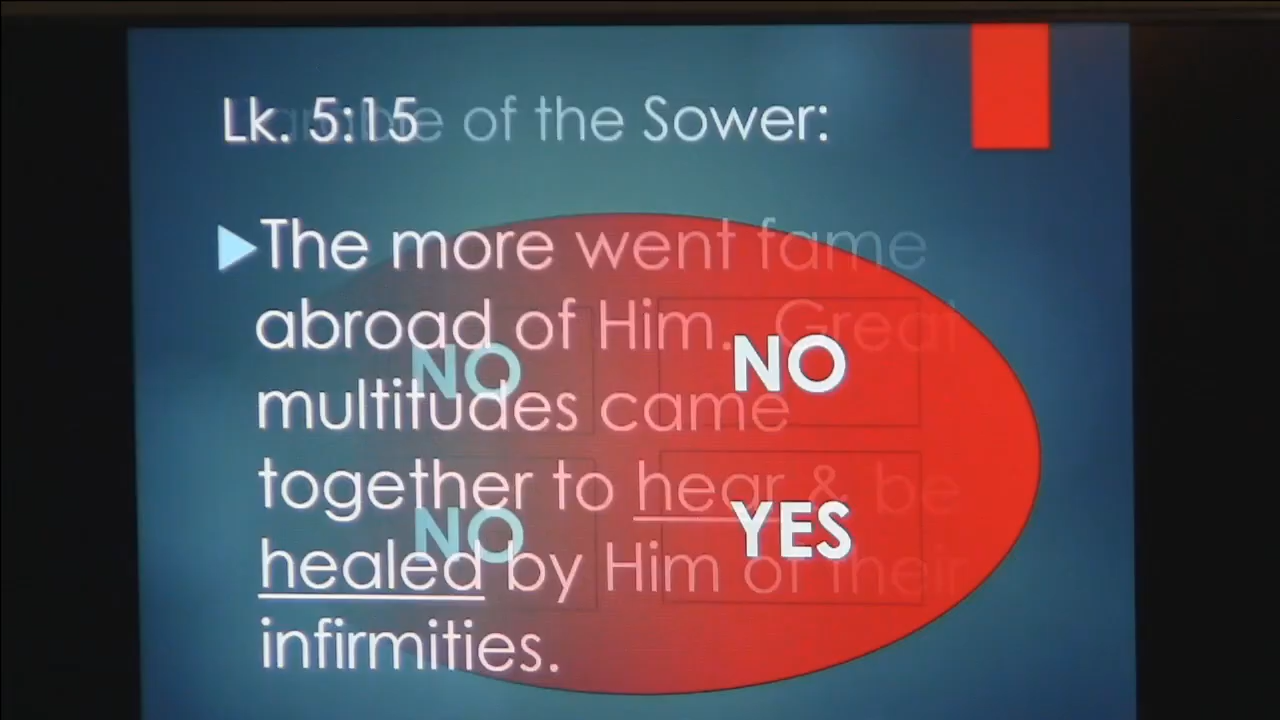 Lk. 5:15
Parable of the Sower:
The more went fame
abroad of Him. Great
multitudes came
together to hear & be
healed by Him of their
infirmities.
NO
NO
NO
YES